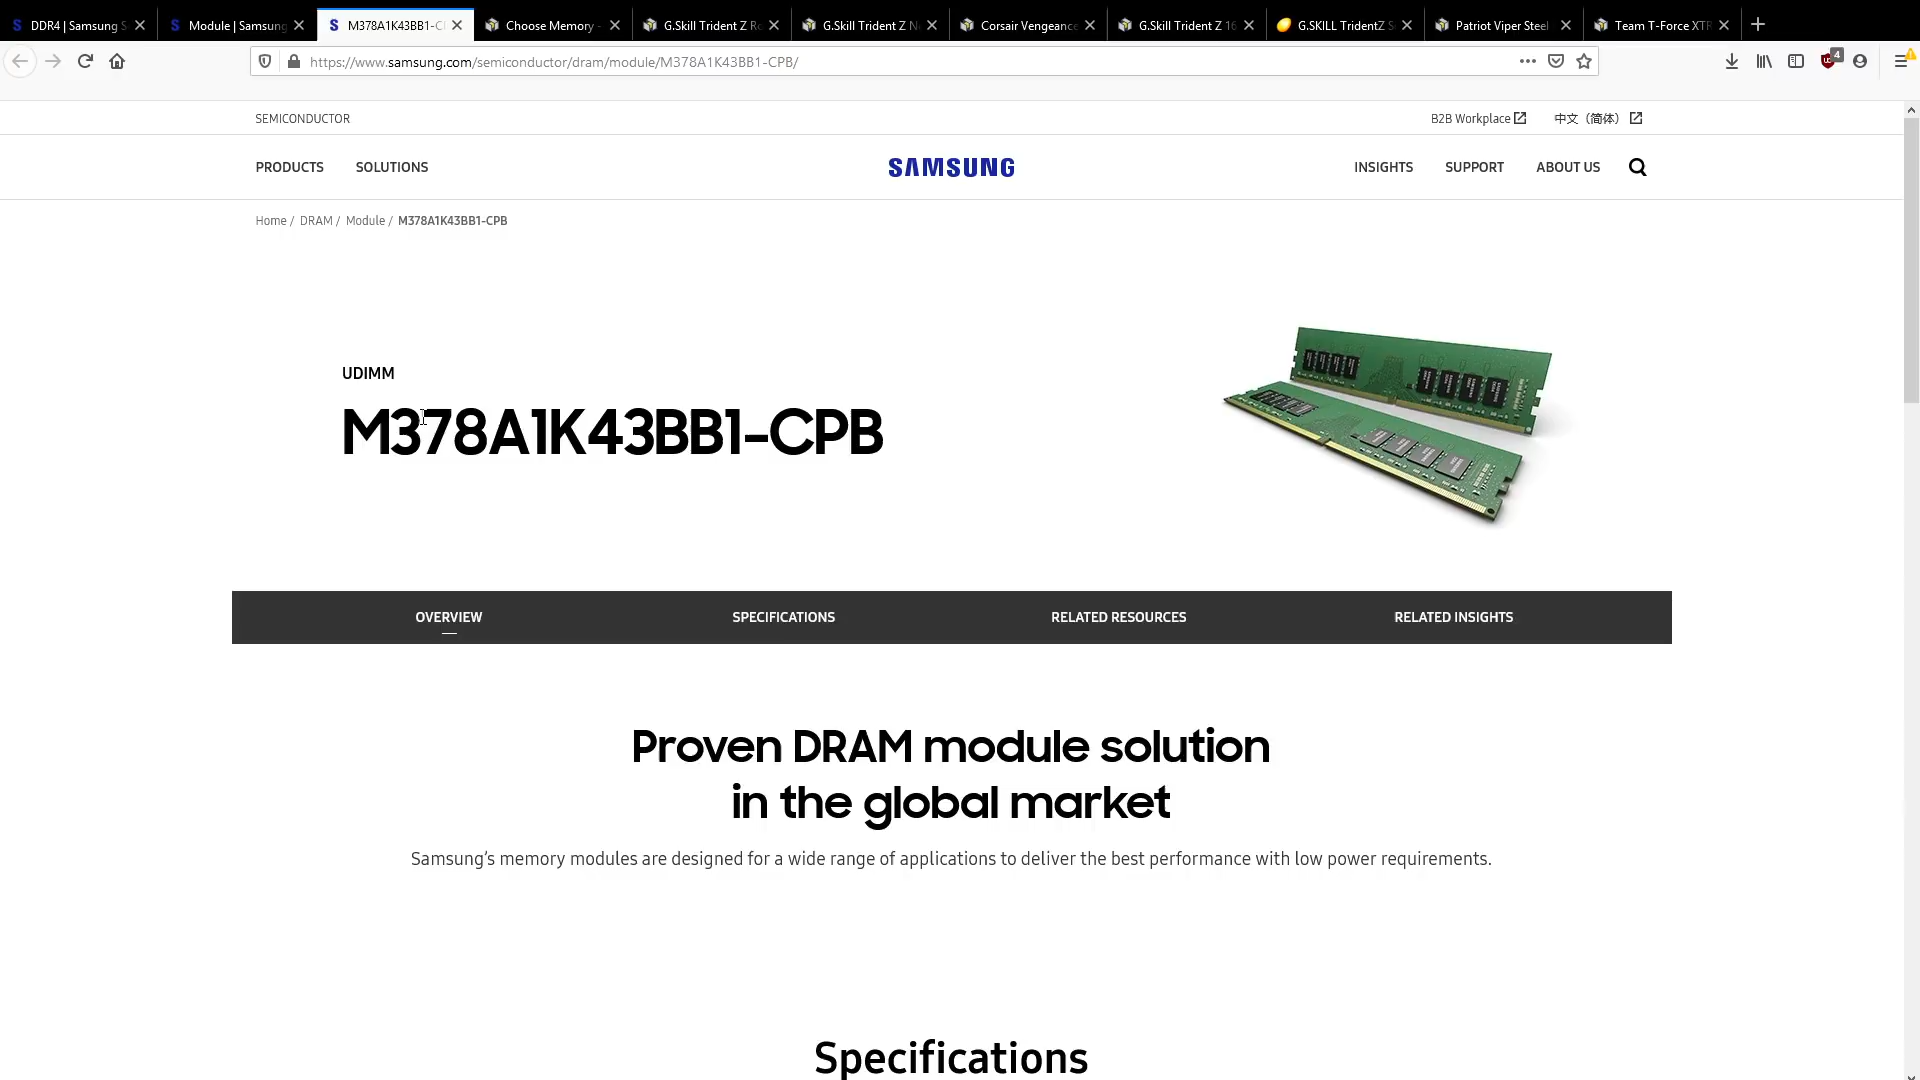 DDR4 | Samsung S
Module | Samsung
M378A1K43BB1-C
Choose Memory -
G.Skill Trident Z Ro
G.Skill Trident Z N
Corsair Vengeance
G.Skill Trident Z 16
G.SKILL TridentZ S
Patriot Viper Steel
Team T-Force XTR
https://www.samsung.com/semiconductor/dram/module/M378A1K43BB1-CPB/
4
SEMICONDUCTOR
B2B Workplace
中文（简体）
PRODUCTS
SOLUTIONS
SAMSUNG
INSIGHTS
SUPPORT
ABOUT US
Home / DRAM / Module / M378A1K43BB1-CPB
UDIMM
M378A1K43BB1-CPB
OVERVIEW
SPECIFICATIONS
RELATED RESOURCES
RELATED INSIGHTS
Proven DRAM module solution
in the global market
Samsung’s memory modules are designed for a wide range of applications to deliver the best performance with low power requirements.
Specifications